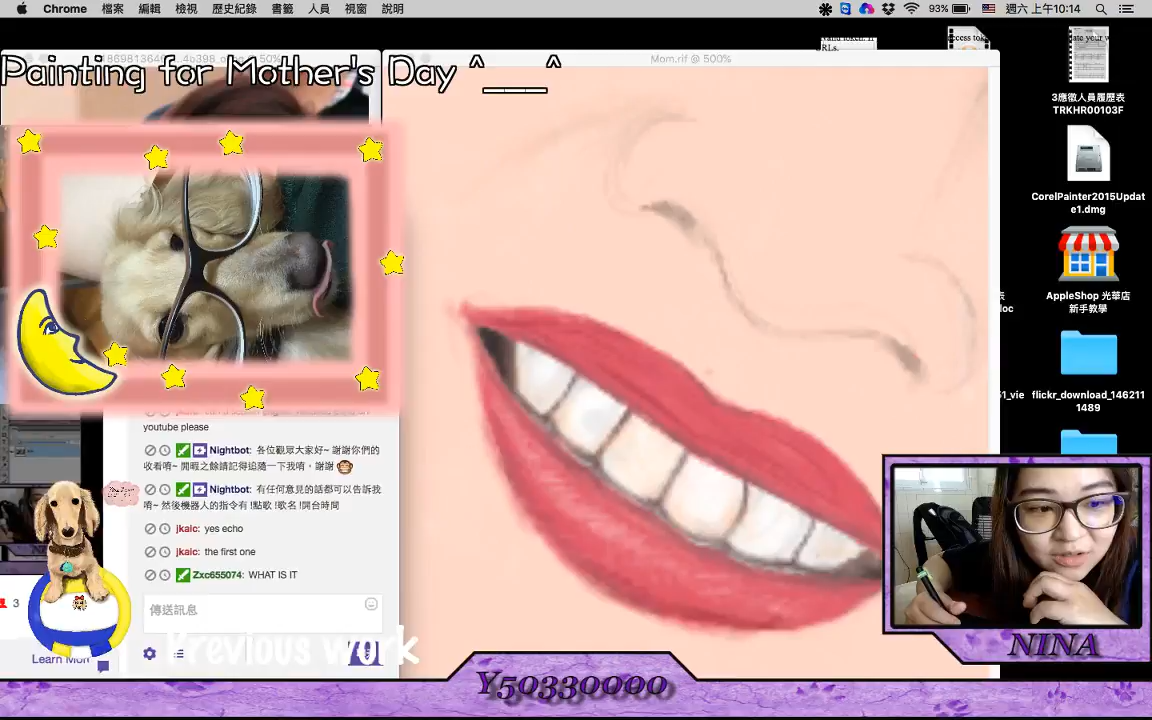 Chrome 檔案 編輯 檢視 歷史紀錄 書籤 人員 視窗 說明
93% 週六 上午10:14
Mom.rif @ 500%
Painting for Mother's Day ^___^
RLs.
3應徵人員履歷表
TRKHR00103F
CorelPainter2015Updat
e1.dmg
AppleShop 光華店
新手教學
flickr_download_146211
1489
youtube please
Nightbot: 各位觀眾大家好~ 謝謝你們的
收看唷~ 閒暇之餘請記得追隨一下我唷，謝謝
Nightbot: 有任何意見的話都可以告訴我
唷~ 然後機器人的指令有 !點歌 !歌名 !開台時間
jkaic: yes echo
jkaic: the first one
Zxc655074: WHAT IS IT
傳送訊息
3
Previous work
NINA
Y50330000